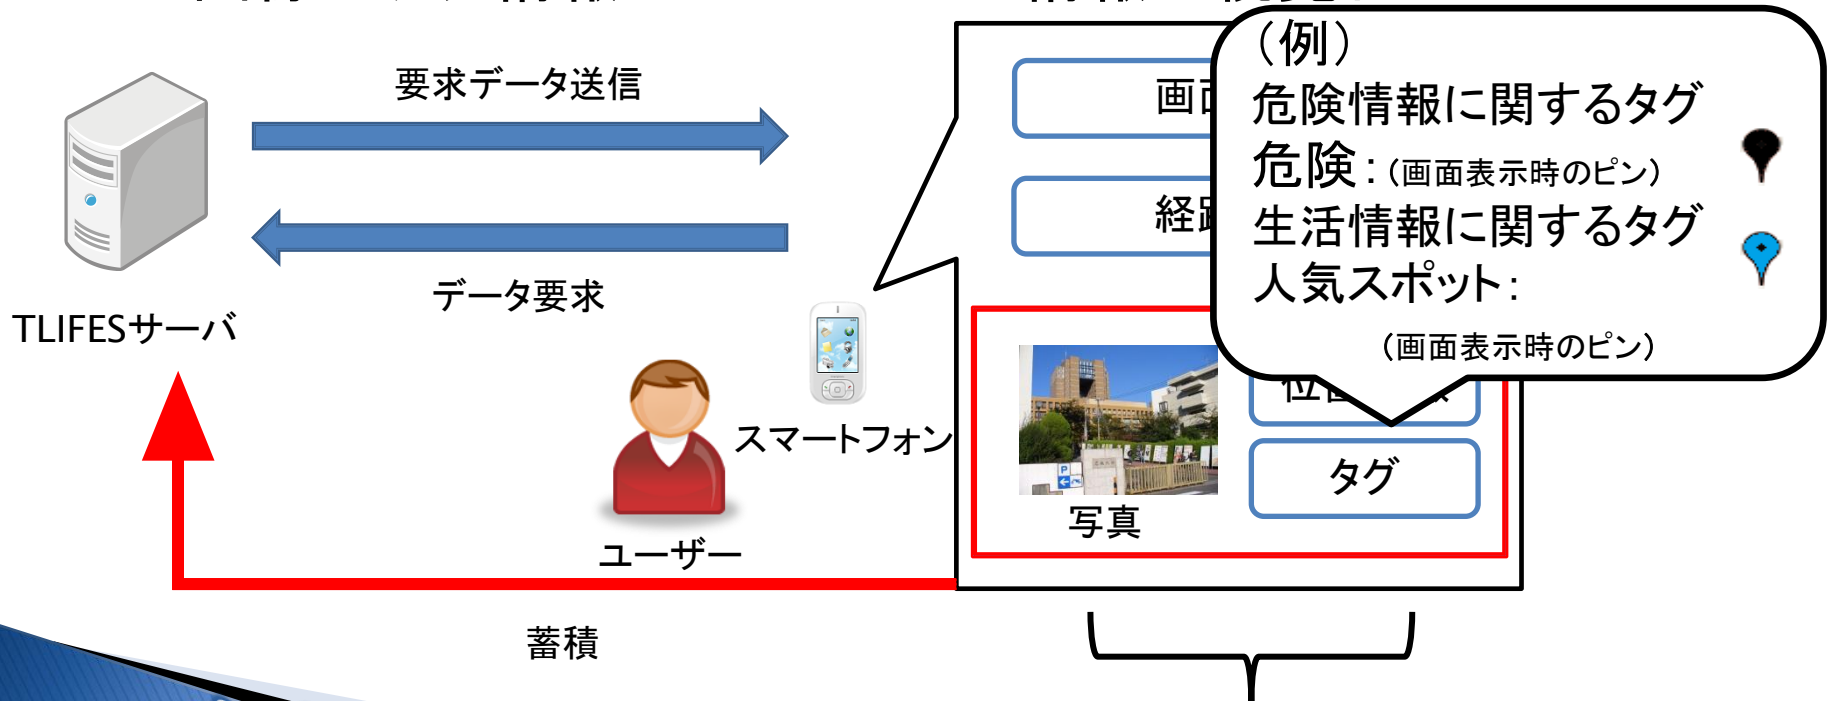 要求データ送信
データ要求
TLIFESサーバ
スマートフォン
ユーザー
蓄積
(例)
危険情報に関するタグ
危険：(画面表示時のピン)
生活情報に関するタグ
人気スポット：
(画面表示時のピン)
タグ
写真
P